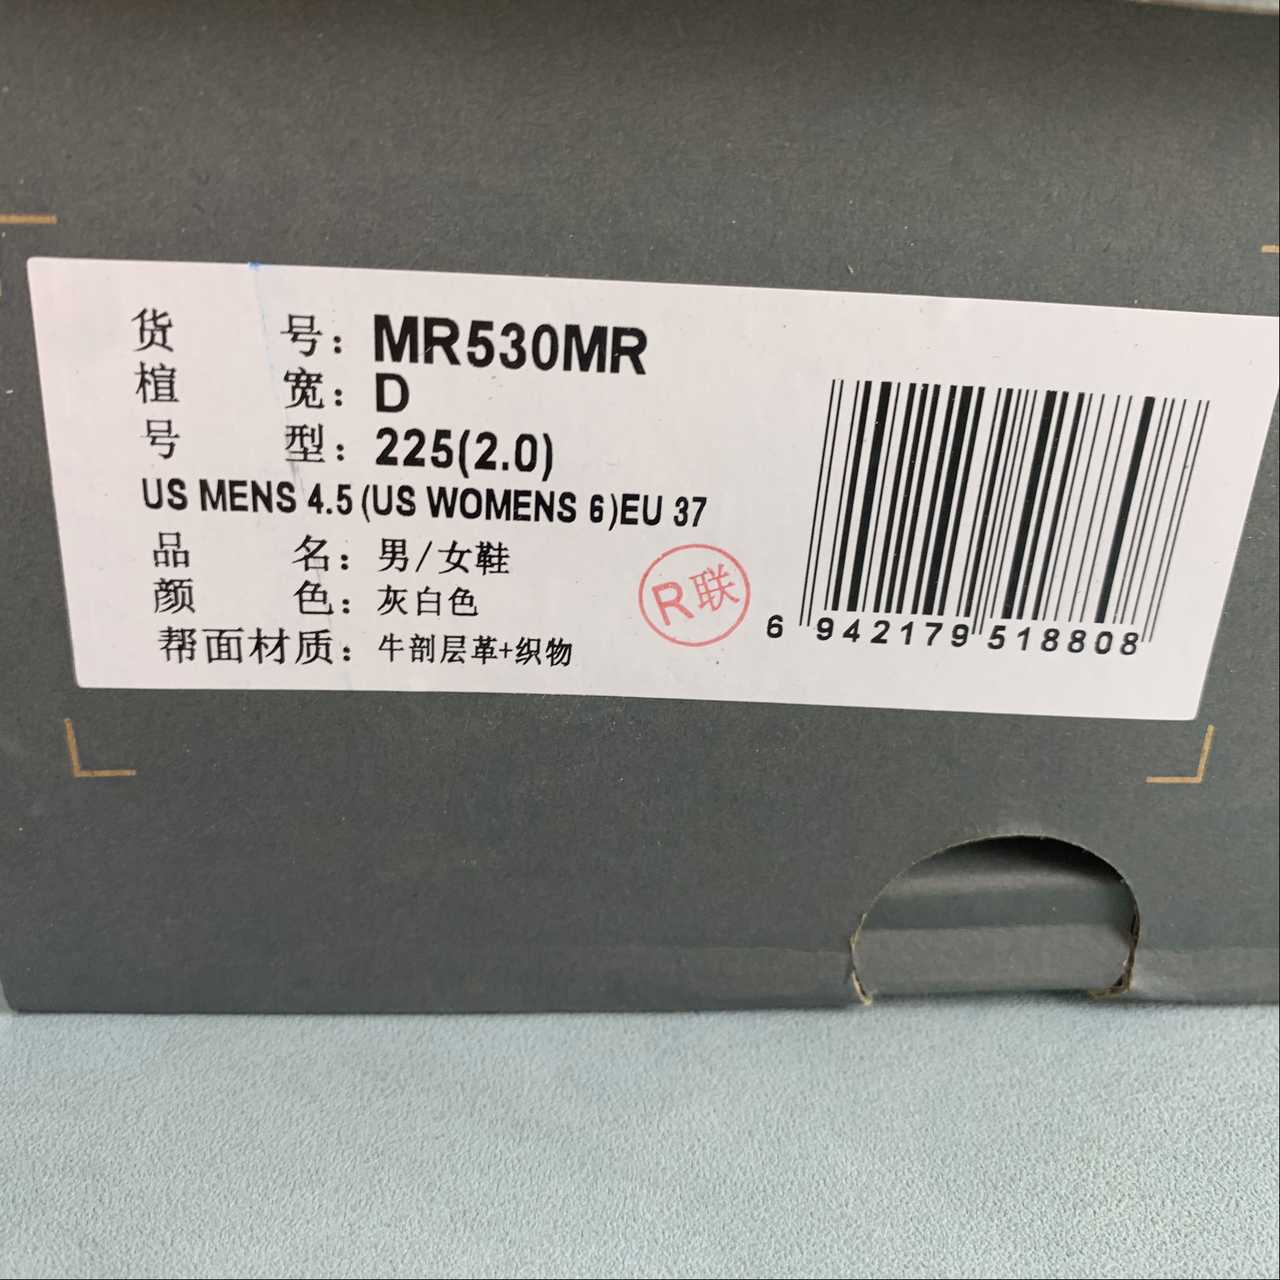 货 号：MR530MR
楦 宽：D
号 型：225(2.0)
US MENS 4.5 (US WOMENS 6)EU 37
品 名：男/女鞋
颜 色：灰白色
帮面材质：牛剖层革+织物
R联
6 942179 518808